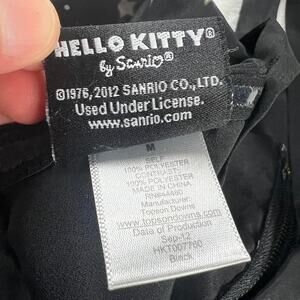 HELLO KITTY®
by Sanrio®
©1976, 2012 SANRIO CO., LTD.
Used Under License.
www.sanrio.com
M
SELF
100% POLYESTER
CONTRAST:
100% POLYESTER
MADE IN CHINA
Manufacturer:
Topson Downs
www.topsondowns.com
Date of Production
Sep-12
HKT007760
Black